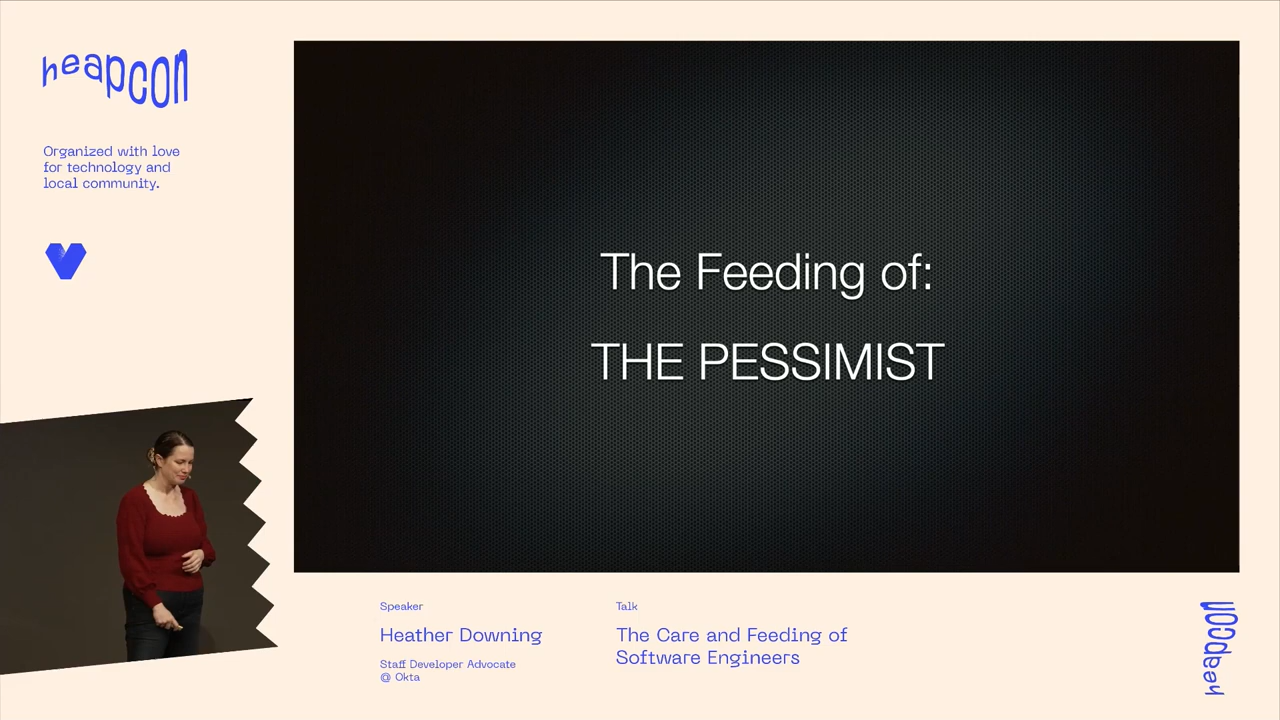 heapcon
Organized with love
for technology and
local community.
The Feeding of:
THE PESSIMIST
Speaker
Heather Downing
Staff Developer Advocate
@ Okta
Talk
The Care and Feeding of
Software Engineers
heapcon